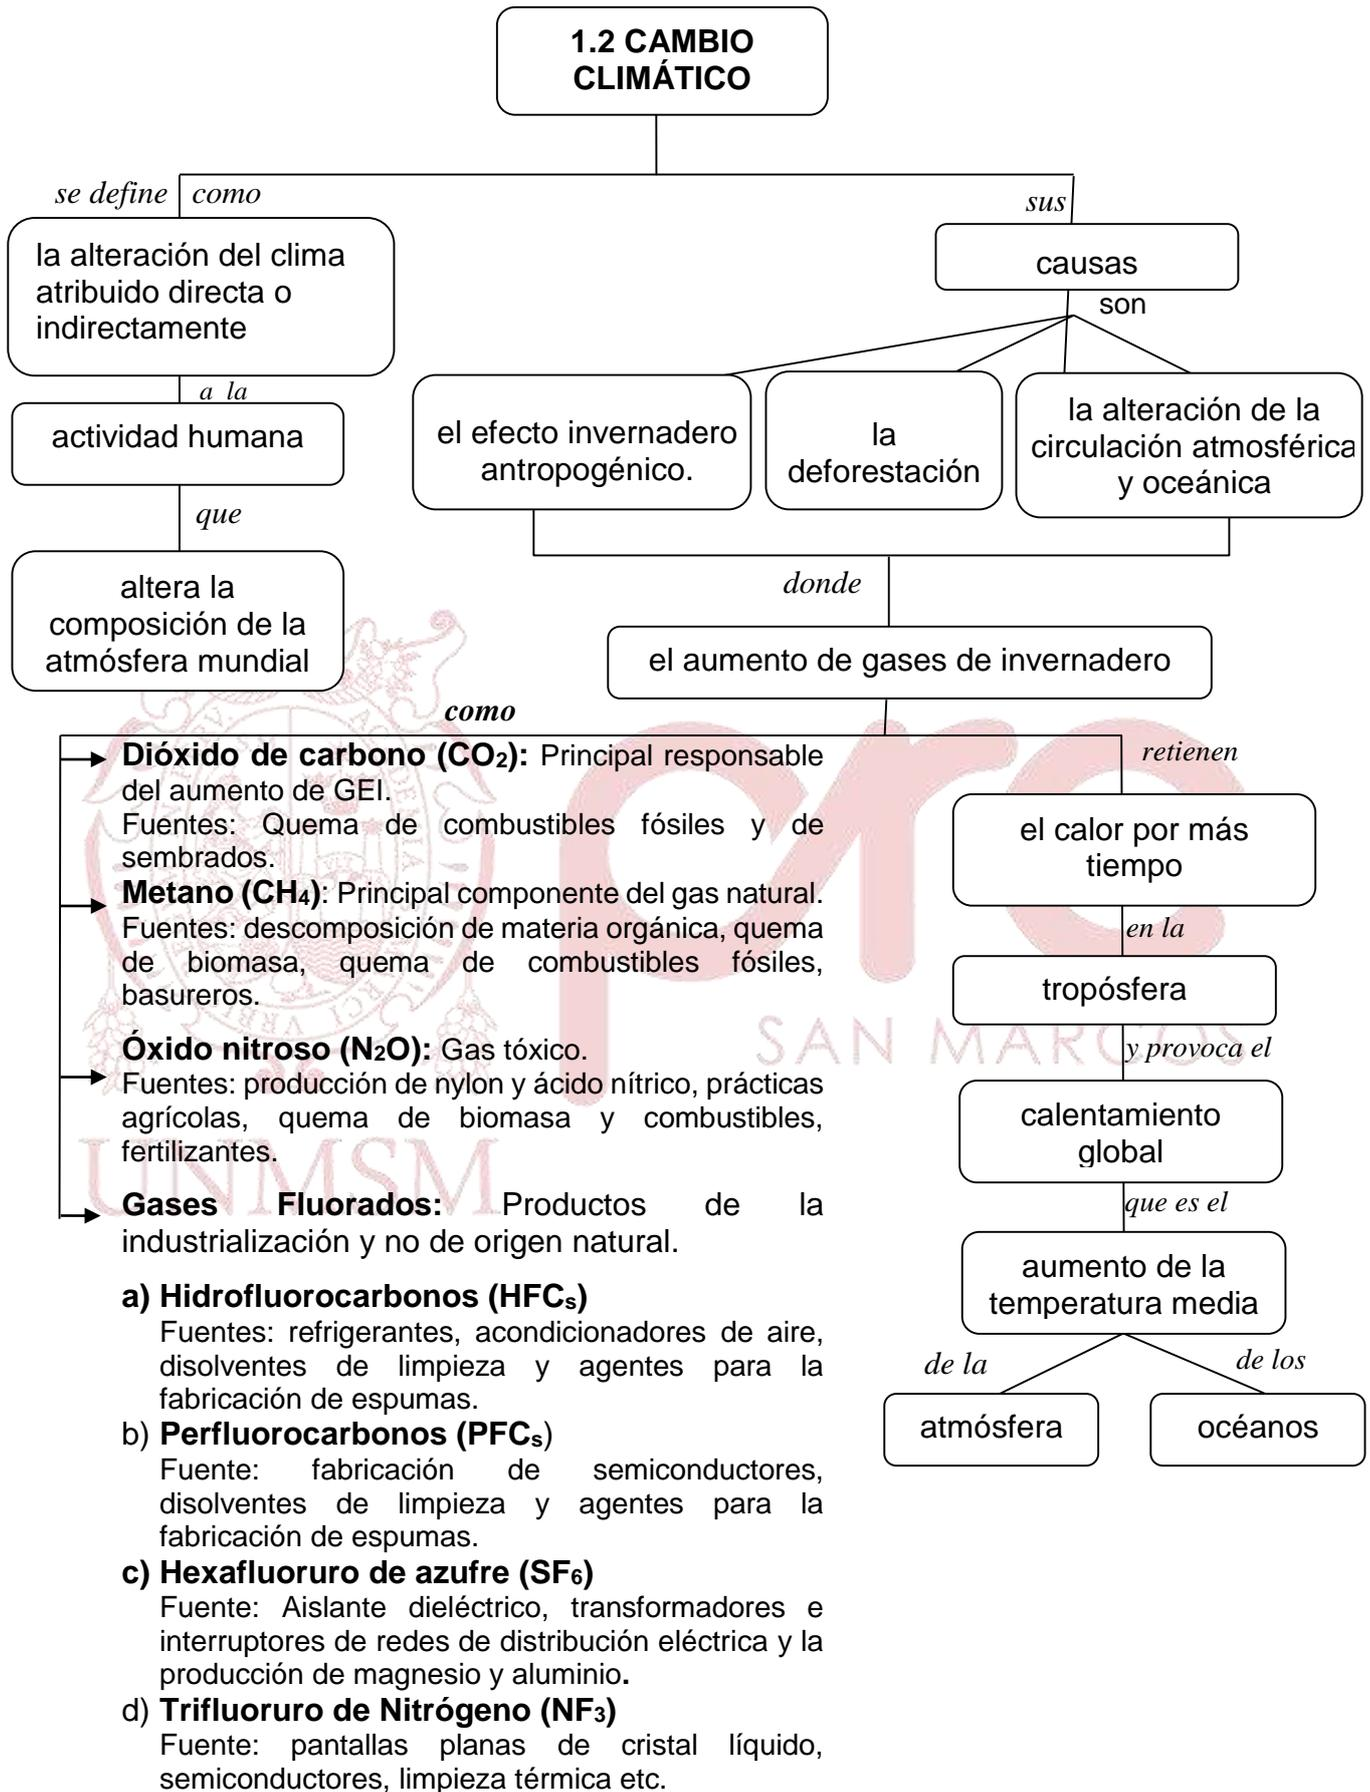 1.2 CAMBIO
CLIMÁTICO
se define como
la alteración del clima
atribuido directa o
indirectamente
a la
actividad humana
que
altera la
composición de la
atmósfera mundial
sus
causas
son
el efecto invernadero
antropogénico.
la
deforestación
la alteración de la
circulación atmosférica
y oceánica
donde
el aumento de gases de invernadero
como
Dióxido de carbono (CO₂): Principal responsable
del aumento de GEI.
Fuentes: Quema de combustibles fósiles y de
sembrados.
Metano (CH₄): Principal componente del gas natural.
Fuentes: descomposición de materia orgánica, quema
de biomasa, quema de combustibles fósiles,
basureros.
Óxido nitroso (N₂O): Gas tóxico.
Fuentes: producción de nylon y ácido nítrico, prácticas
agrícolas, quema de biomasa y combustibles,
fertilizantes.
Gases Fluorados: Productos de la
industrialización y no de origen natural.
a) Hidrofluorocarbonos (HFCₛ)
Fuentes: refrigerantes, acondicionadores de aire,
disolventes de limpieza y agentes para la
fabricación de espumas.
b) Perfluorocarbonos (PFCₛ)
Fuente: fabricación de semiconductores,
disolventes de limpieza y agentes para la
fabricación de espumas.
c) Hexafluoruro de azufre (SF₆)
Fuente: Aislante dieléctrico, transformadores e
interruptores de redes de distribución eléctrica y la
producción de magnesio y aluminio.
d) Trifluoruro de Nitrógeno (NF₃)
Fuente: pantallas planas de cristal líquido,
semiconductores, limpieza térmica etc.
retienen
el calor por más
tiempo
en la
tropósfera
y provoca el
calentamiento
global
que es el
aumento de la
temperatura media
de la
atmósfera
de los
océanos
UNMSM
pre
SAN MARCOS